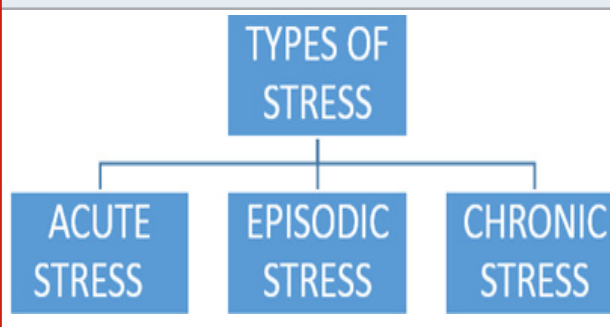 TYPES OF
STRESS
ACUTE
STRESS
EPISODIC
STRESS
CHRONIC
STRESS